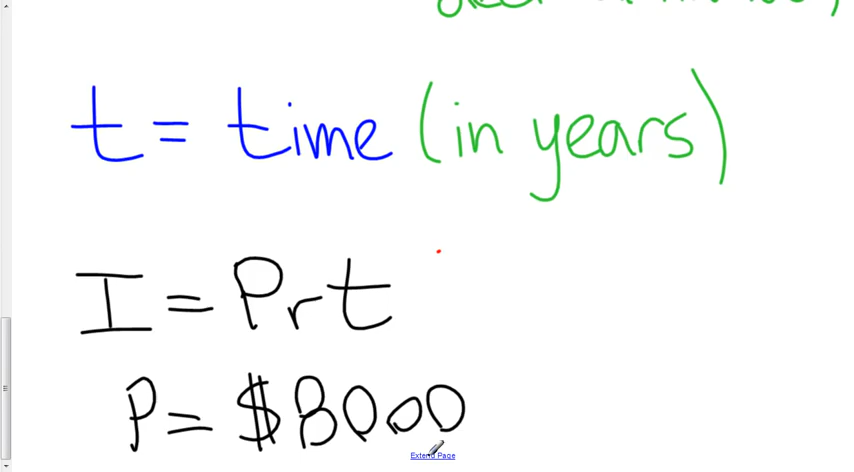 t = time (in years)
I = Prt
P = $8000
Extend Page